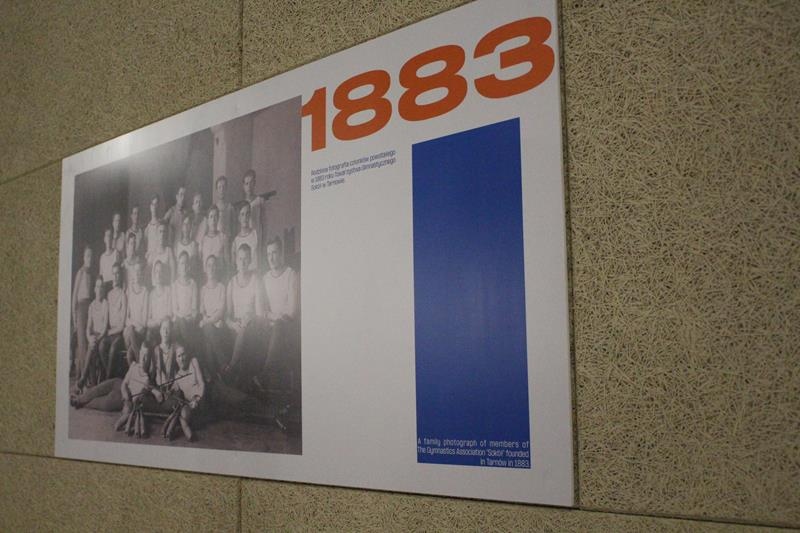 1883
Rodzinna fotografia członków powstałego
w 1883 roku Towarzystwa Gimnastycznego
Sokół w Tarnowie.
A family photograph of members of
The Gymnastics Association 'Sokół' founded
in Tarnów in 1883.